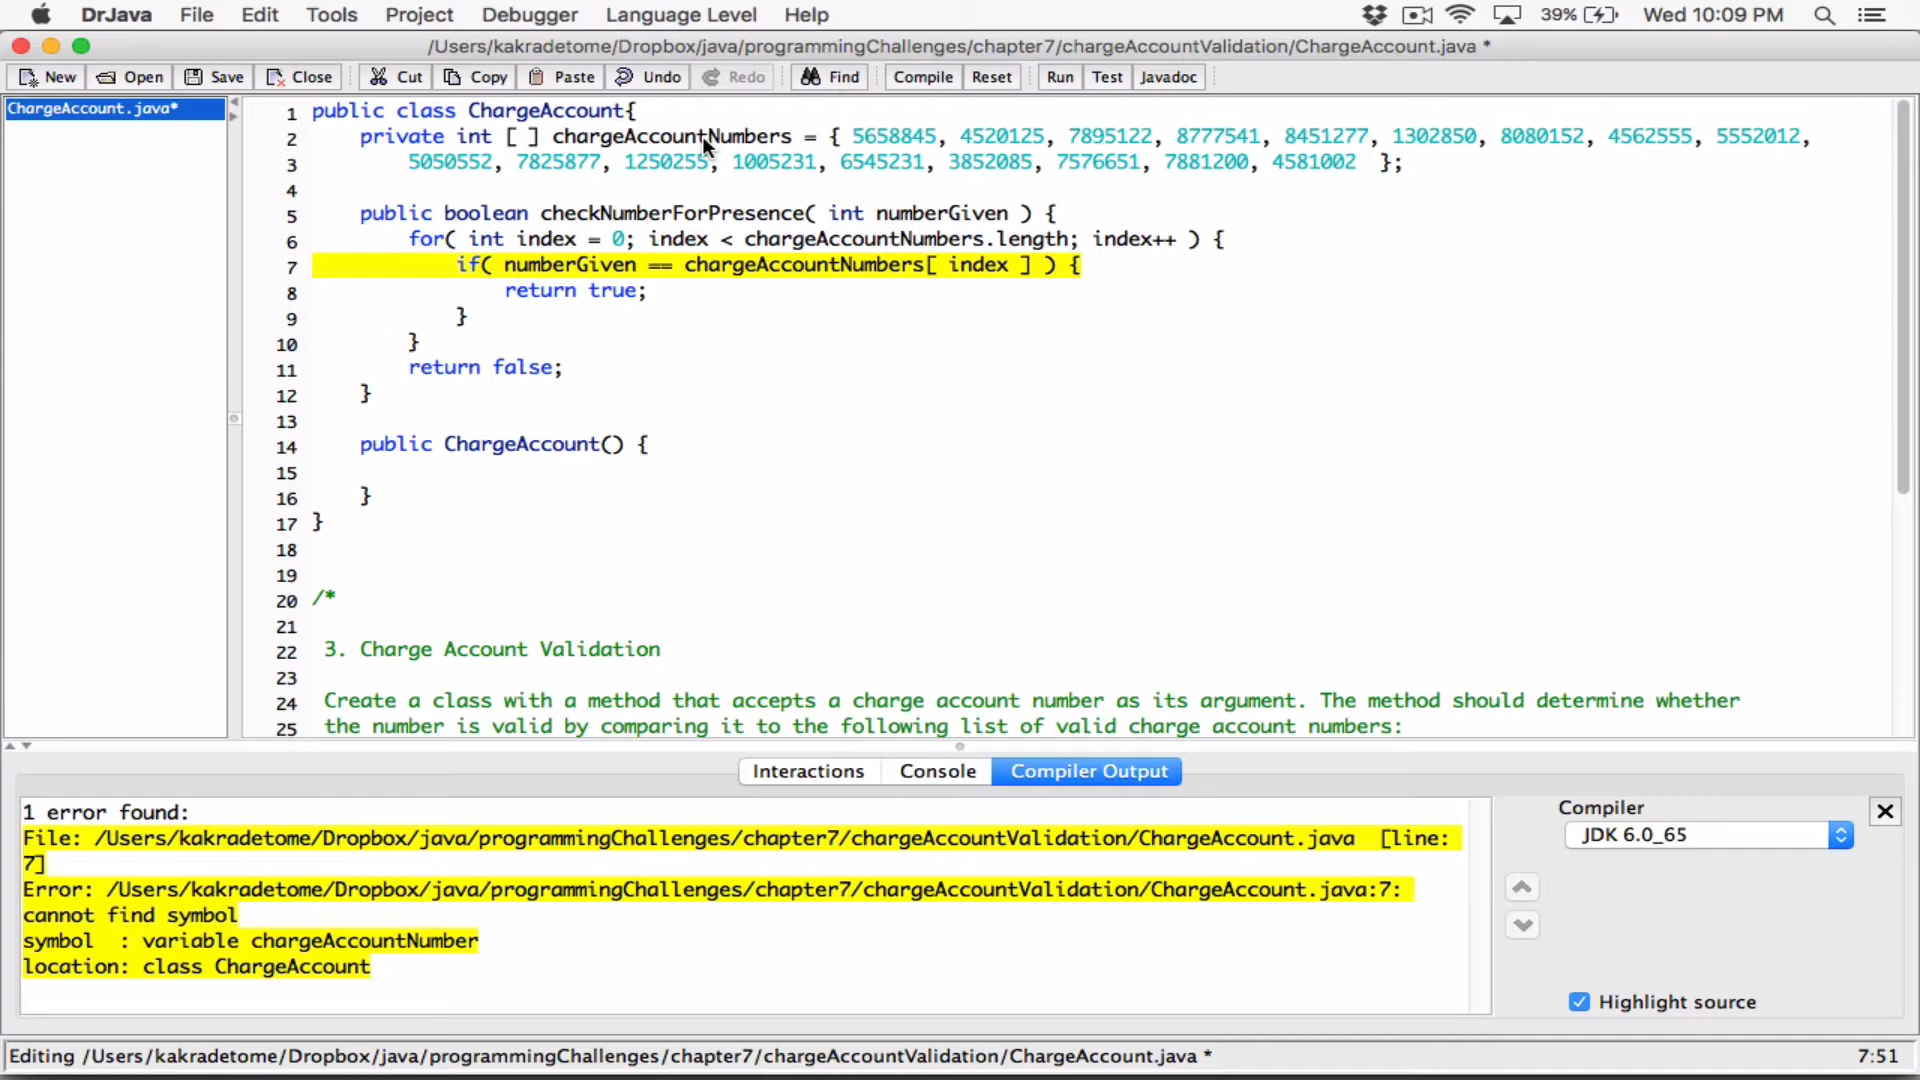 DrJava File Edit Tools Project Debugger Language Level Help 39% Wed 10:09 PM
/Users/kakradetome/Dropbox/java/programmingChallenges/chapter7/chargeAccountValidation/ChargeAccount.java *
New Open Save Close Cut Copy Paste Undo Redo Find Compile Reset Run Test Javadoc
ChargeAccount.java*
1 public class ChargeAccount{
2 private int [ ] chargeAccountNumbers = { 5658845, 4520125, 7895122, 8777541, 8451277, 1302850, 8080152, 4562555, 5552012,
3 5050552, 7825877, 1250255, 1005231, 6545231, 3852085, 7576651, 7881200, 4581002 };
4
5 public boolean checkNumberForPresence( int numberGiven ) {
6 for( int index = 0; index < chargeAccountNumbers.length; index++ ) {
7 if( numberGiven == chargeAccountNumbers[ index ] ) {
8 return true;
9 }
10 }
11 return false;
12 }
13
14 public ChargeAccount() {
15
16 }
17 }
18
19
20 /*
21
22 3. Charge Account Validation
23
24 Create a class with a method that accepts a charge account number as its argument. The method should determine whether
25 the number is valid by comparing it to the following list of valid charge account numbers:
Interactions Console Compiler Output
1 error found:
File: /Users/kakradetome/Dropbox/java/programmingChallenges/chapter7/chargeAccountValidation/ChargeAccount.java [line:
7]
Error: /Users/kakradetome/Dropbox/java/programmingChallenges/chapter7/chargeAccountValidation/ChargeAccount.java:7:
cannot find symbol
symbol : variable chargeAccountNumber
location: class ChargeAccount
Compiler
JDK 6.0_65
Highlight source
Editing /Users/kakradetome/Dropbox/java/programmingChallenges/chapter7/chargeAccountValidation/ChargeAccount.java * 7:51